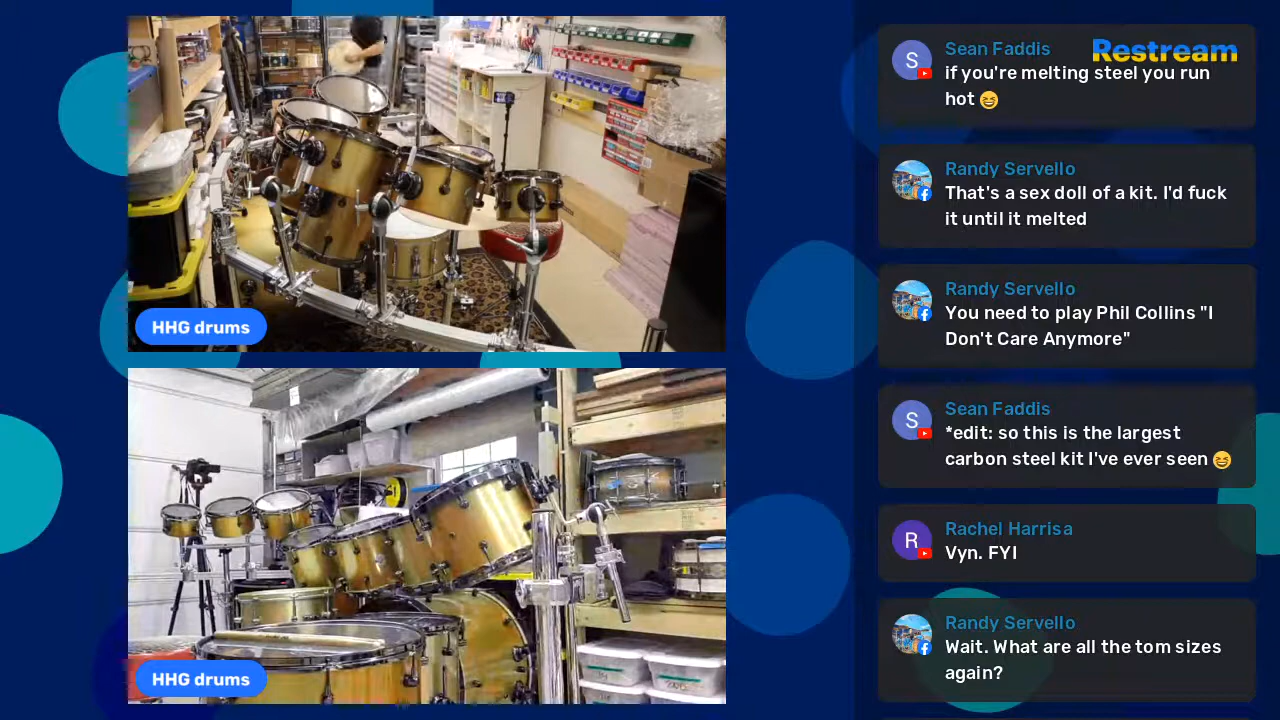 HHG drums
HHG drums
Restream
Sean Faddis
if you're melting steel you run
hot 😆
Randy Servello
That's a sex doll of a kit. I'd fuck
it until it melted
Randy Servello
You need to play Phil Collins "I
Don't Care Anymore"
Sean Faddis
*edit: so this is the largest
carbon steel kit I've ever seen 😆
Rachel Harrisa
Vyn. FYI
Randy Servello
Wait. What are all the tom sizes
again?